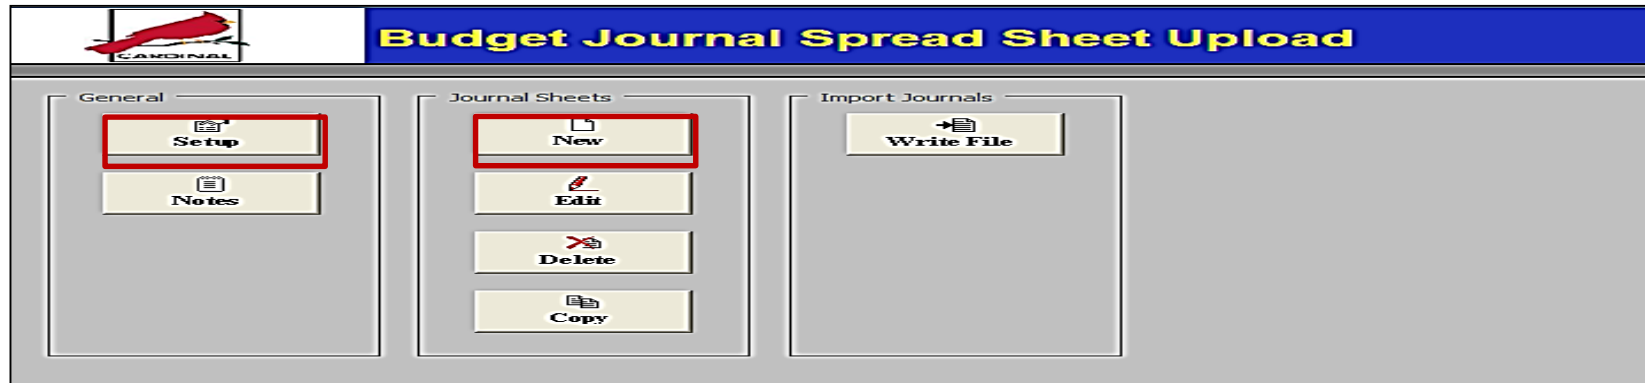 CARDINAL
Budget Journal Spread Sheet Upload
General
Setup
Notes
Journal Sheets
New
Edit
Delete
Copy
Import Journals
Write File